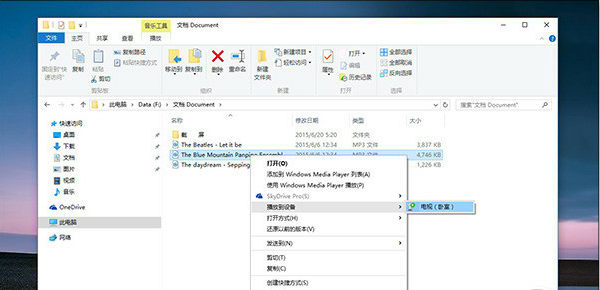 音乐工具
文档 Document
文件 主页 共享 查看 播放
固定到"快速访问" 复制 粘贴 复制路径 粘贴快捷方式 剪切
剪贴板
移动到 复制到 删除 重命名
组织
新建文件夹 新建项目 轻松访问
新建
属性 打开 编辑 历史记录
打开
全部选择 全部取消 反向选择
选择
此电脑 Data (F:) 文档 Document
搜索"文档 Document"
名称 修改日期 类型 大小
快速访问
桌面
下载
文档
图片
视频
音乐
OneDrive
此电脑
网络
截 屏 2015/6/20 5:20 文件夹
The Beatles - Let it be 2015/6/6 12:34 MP3 文件 3,837 KB
The Blue Mountain Panpipe Ensembl 2015/6/6 12:34 MP3 文件 4,746 KB
The daydream - Sepping 1,226 KB
打开(O)
添加到 Windows Media Player 列表(A)
使用 Windows Media Player 播放(P)
SkyDrive Pro(S)
播放到设备
电视（卧室）
打开方式(H)
还原以前的版本(V)
发送到(N)
剪切(T)
复制(C)
创建快捷方式(S)